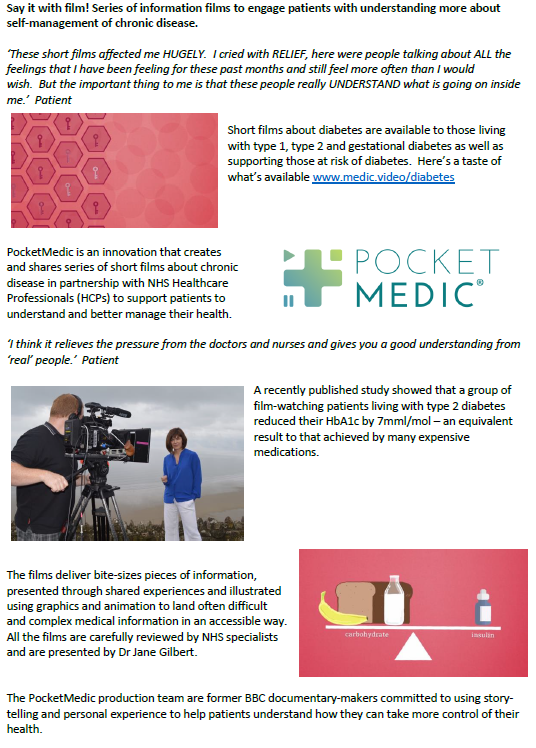 Say it with film! Series of information films to engage patients with understanding more about
self-management of chronic disease.
‘These short films affected me HUGELY.  I cried with RELIEF, here were people talking about ALL the
feelings that I have been feeling for these past months and still feel more often than I would
wish.  But the important thing to me is that these people really UNDERSTAND what is going on inside
me.’  Patient
Short films about diabetes are available to those living
with type 1, type 2 and gestational diabetes as well as
supporting those at risk of diabetes.  Here’s a taste of
what’s available www.medic.video/diabetes
PocketMedic is an innovation that creates
and shares series of short films about chronic
disease in partnership with NHS Healthcare
Professionals (HCPs) to support patients to
understand and better manage their health.
POCKET
MEDIC®
‘I think it relieves the pressure from the doctors and nurses and gives you a good understanding from
‘real’ people.’  Patient
A recently published study showed that a group of
film-watching patients living with type 2 diabetes
reduced their HbA1c by 7mml/mol – an equivalent
result to that achieved by many expensive
medications.
The films deliver bite-sizes pieces of information,
presented through shared experiences and illustrated
using graphics and animation to land often difficult
and complex medical information in an accessible way.
All the films are carefully reviewed by NHS specialists
and are presented by Dr Jane Gilbert.
carbohydrate
insulin
The PocketMedic production team are former BBC documentary-makers committed to using story-
telling and personal experience to help patients understand how they can take more control of their
health.